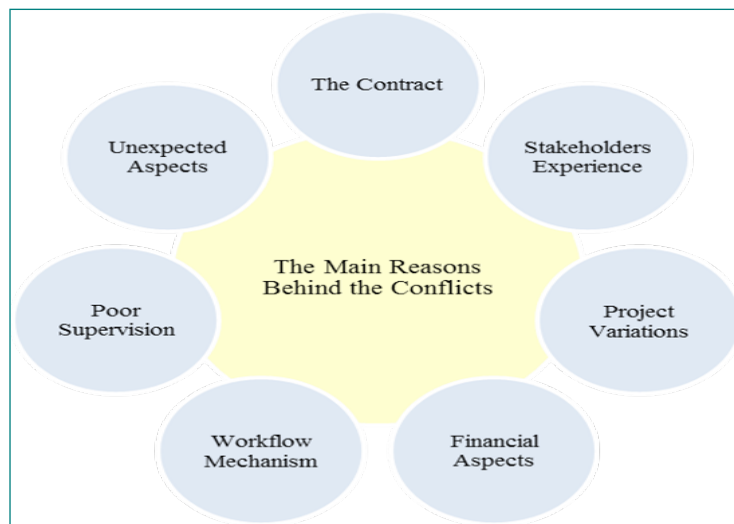 The Contract
Stakeholders
Experience
Project
Variations
Financial
Aspects
Workflow
Mechanism
Poor
Supervision
Unexpected
Aspects
The Main Reasons
Behind the Conflicts